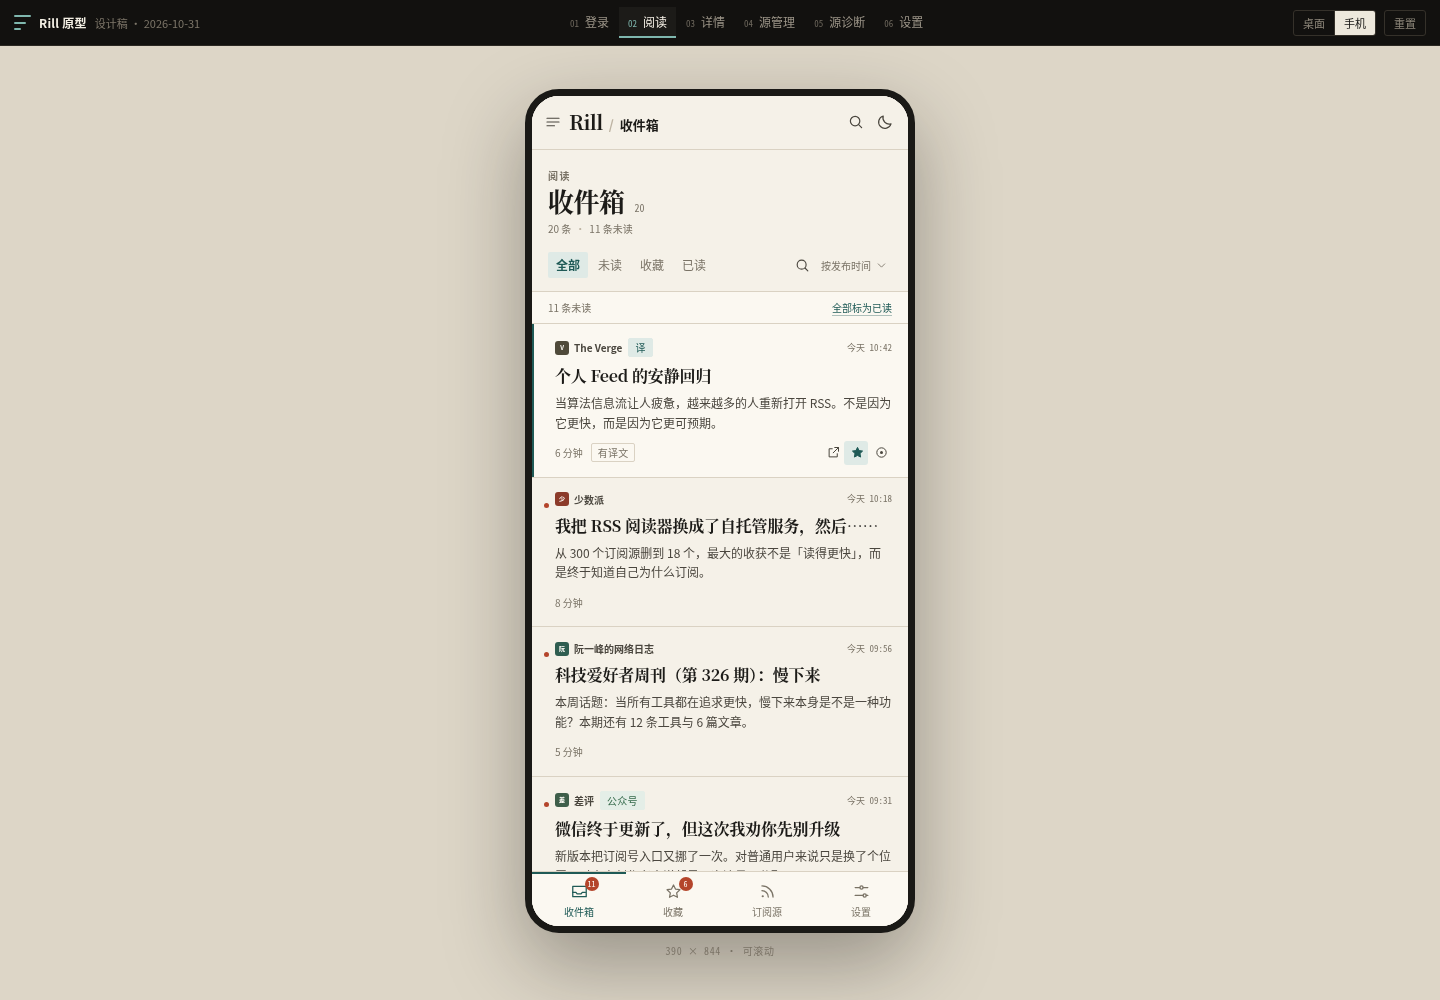 Rill 原型 设计稿 · 2026-10-31 01 登录 02 阅读 03 详情 04 源管理 05 源诊断 06 设置 桌面 手机 重置
Rill / 收件箱
阅读
收件箱 20
20 条 · 11 条未读
全部 未读 收藏 已读 按发布时间
11 条未读 全部标为已读
V The Verge 译 今天 10:42
个人 Feed 的安静回归
当算法信息流让人疲惫，越来越多的人重新打开 RSS。不是因为
它更快，而是因为它更可预期。
6 分钟 有译文
少 少数派 今天 10:18
我把 RSS 阅读器换成了自托管服务，然后……
从 300 个订阅源删到 18 个，最大的收获不是「读得更快」，而
是终于知道自己为什么订阅。
8 分钟
阮 阮一峰的网络日志 今天 09:56
科技爱好者周刊（第 326 期）：慢下来
本周话题：当所有工具都在追求更快，慢下来本身是不是一种功
能？本期还有 12 条工具与 6 篇文章。
5 分钟
差 差评 公众号 今天 09:31
微信终于更新了，但这次我劝你先别升级
新版本把订阅号入口又挪了一次。对普通用户来说只是换了个位
11 6
收件箱 收藏 订阅源 设置
390 × 844 · 可滚动